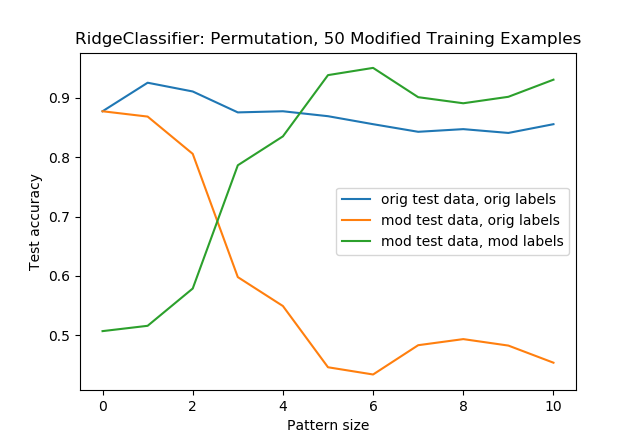 RidgeClassifier: Permutation, 50 Modified Training Examples
0.9
0.8
0.7
0.6
0.5
Test accuracy
orig test data, orig labels
mod test data, orig labels
mod test data, mod labels
0 2 4 6 8 10
Pattern size